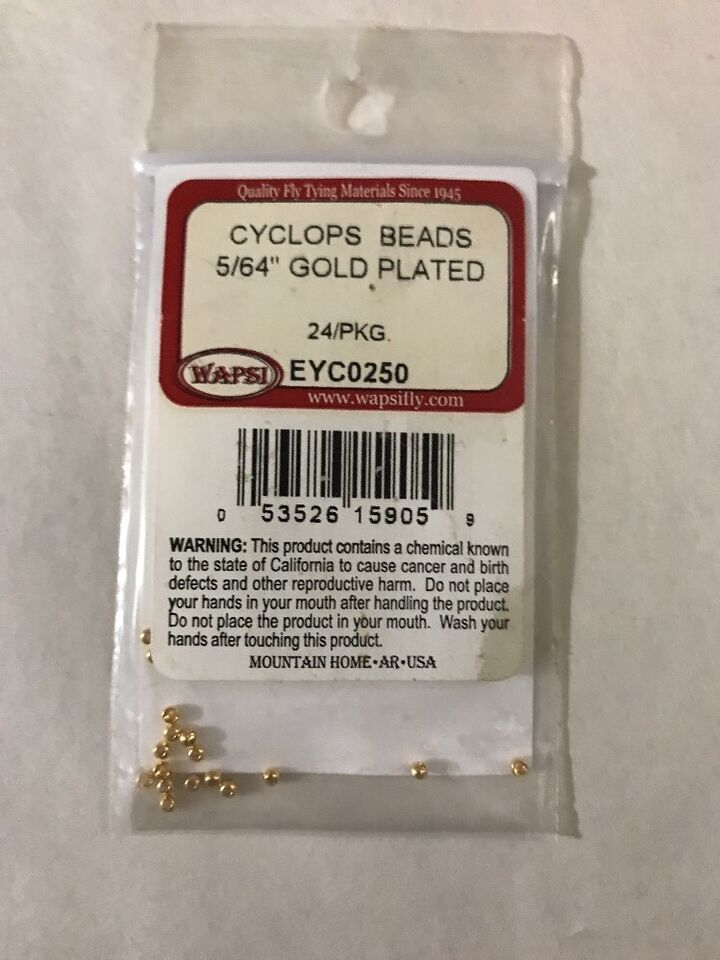 Quality Fly Tying Materials Since 1945
CYCLOPS BEADS
5/64" GOLD PLATED
24/PKG.
WAPSI EYC0250
www.wapsifly.com
0 53526 15905 9
WARNING: This product contains a chemical known
to the state of California to cause cancer and birth
defects and other reproductive harm. Do not place
your hands in your mouth after handling the product.
Do not place the product in your mouth. Wash your
hands after touching this product.
MOUNTAIN HOME•AR•USA